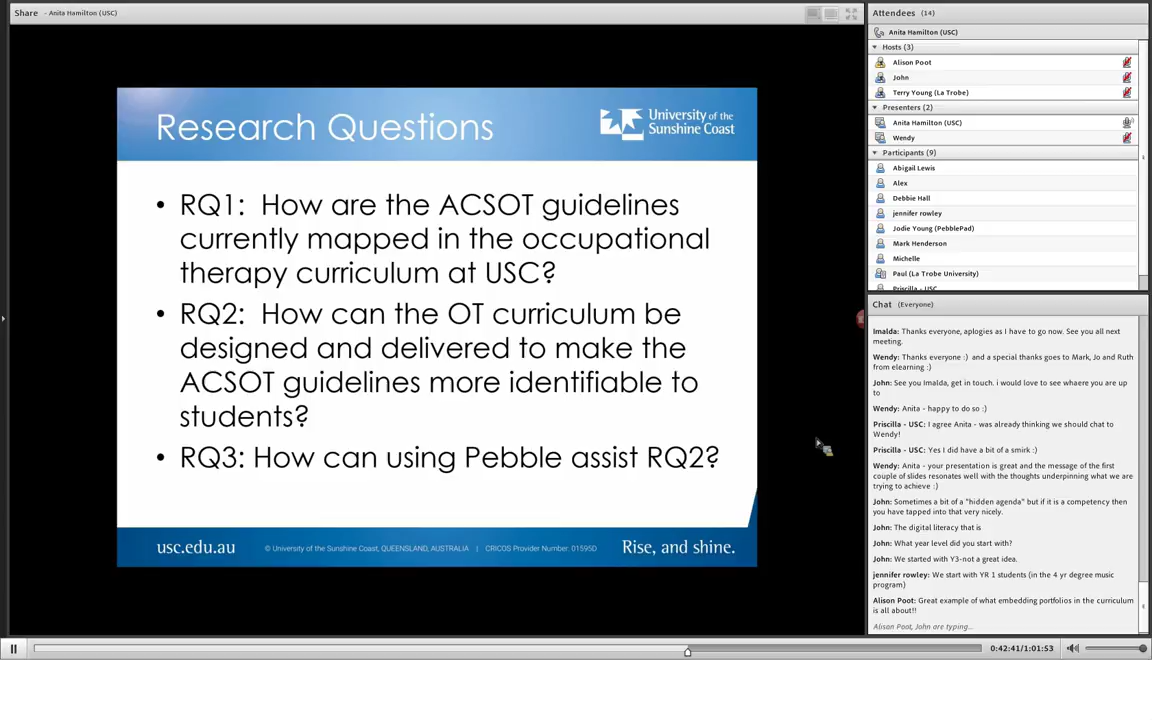 Share - Anita Hamilton (USC)
Research Questions
University of the
Sunshine Coast
• RQ1: How are the ACSOT guidelines
currently mapped in the occupational
therapy curriculum at USC?
• RQ2: How can the OT curriculum be
designed and delivered to make the
ACSOT guidelines more identifiable to
students?
• RQ3: How can using Pebble assist RQ2?
usc.edu.au
© University of the Sunshine Coast, QUEENSLAND, AUSTRALIA | CRICOS Provider Number: 01595D
Rise, and shine.
Attendees (14)
Anita Hamilton (USC)
Hosts (3)
Alison Poot
John
Terry Young (La Trobe)
Presenters (2)
Anita Hamilton (USC)
Wendy
Participants (9)
Abigail Lewis
Alex
Debbie Hall
jennifer rowley
Jodie Young (PebblePad)
Mark Henderson
Michelle
Paul (La Trobe University)
Priscilla - USC
Chat (Everyone)
Imalda: Thanks everyone, aplogies as I have to go now. See you all next
meeting.
Wendy: Thanks everyone :) and a special thanks goes to Mark, Jo and Ruth
from elearning :)
John: See you Imalda, get in touch. i would love to see whaere you are up
to
Wendy: Anita - happy to do so :)
Priscilla - USC: I agree Anita - was already thinking we should chat to
Wendy!
Priscilla - USC: Yes I did have a bit of a smirk :)
Wendy: Anita - your presentation is great and the message of the first
couple of slides resonates well with the thoughts underpinning what we are
trying to achieve :)
John: Sometimes a bit of a "hidden agenda" but if it is a competency then
you have tapped into that very nicely.
John: The digital literacy that is
John: What year level did you start with?
John: We started with Y3-not a great idea.
jennifer rowley: We start with YR 1 students (in the 4 yr degree music
program)
Alison Poot: Great example of what embedding portfolios in the curriculum
is all about!!
Alison Poot, John are typing...
0:42:41/1:01:53